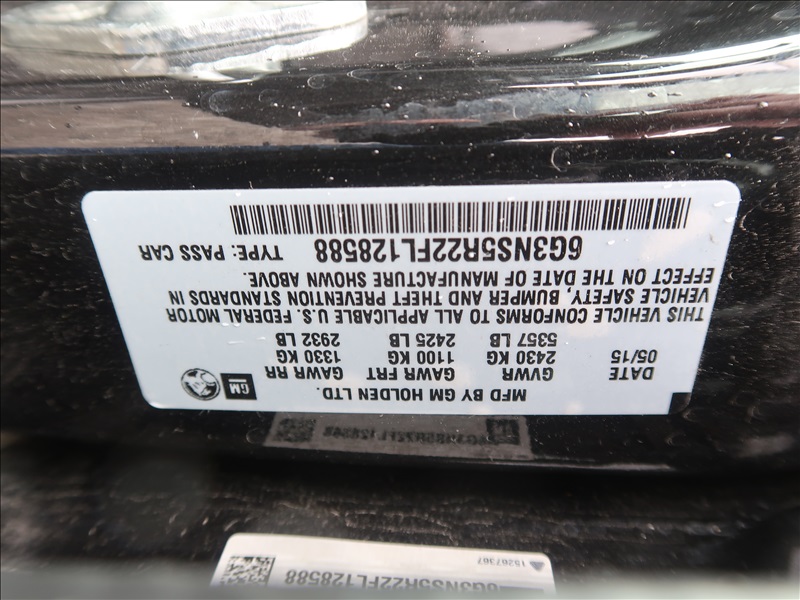 MFD BY GM HOLDEN LTD.
GM
DATE GVWR GAWR FRT GAWR RR
05/15 2430 KG 1100 KG 1330 KG
5357 LB 2425 LB 2932 LB
THIS VEHICLE CONFORMS TO ALL APPLICABLE U.S. FEDERAL MOTOR
VEHICLE SAFETY, BUMPER AND THEFT PREVENTION STANDARDS IN
EFFECT ON THE DATE OF MANUFACTURE SHOWN ABOVE.
6G3NS5R22FL128588 TYPE: PASS CAR
15287367
6G3NS5R22FL128588